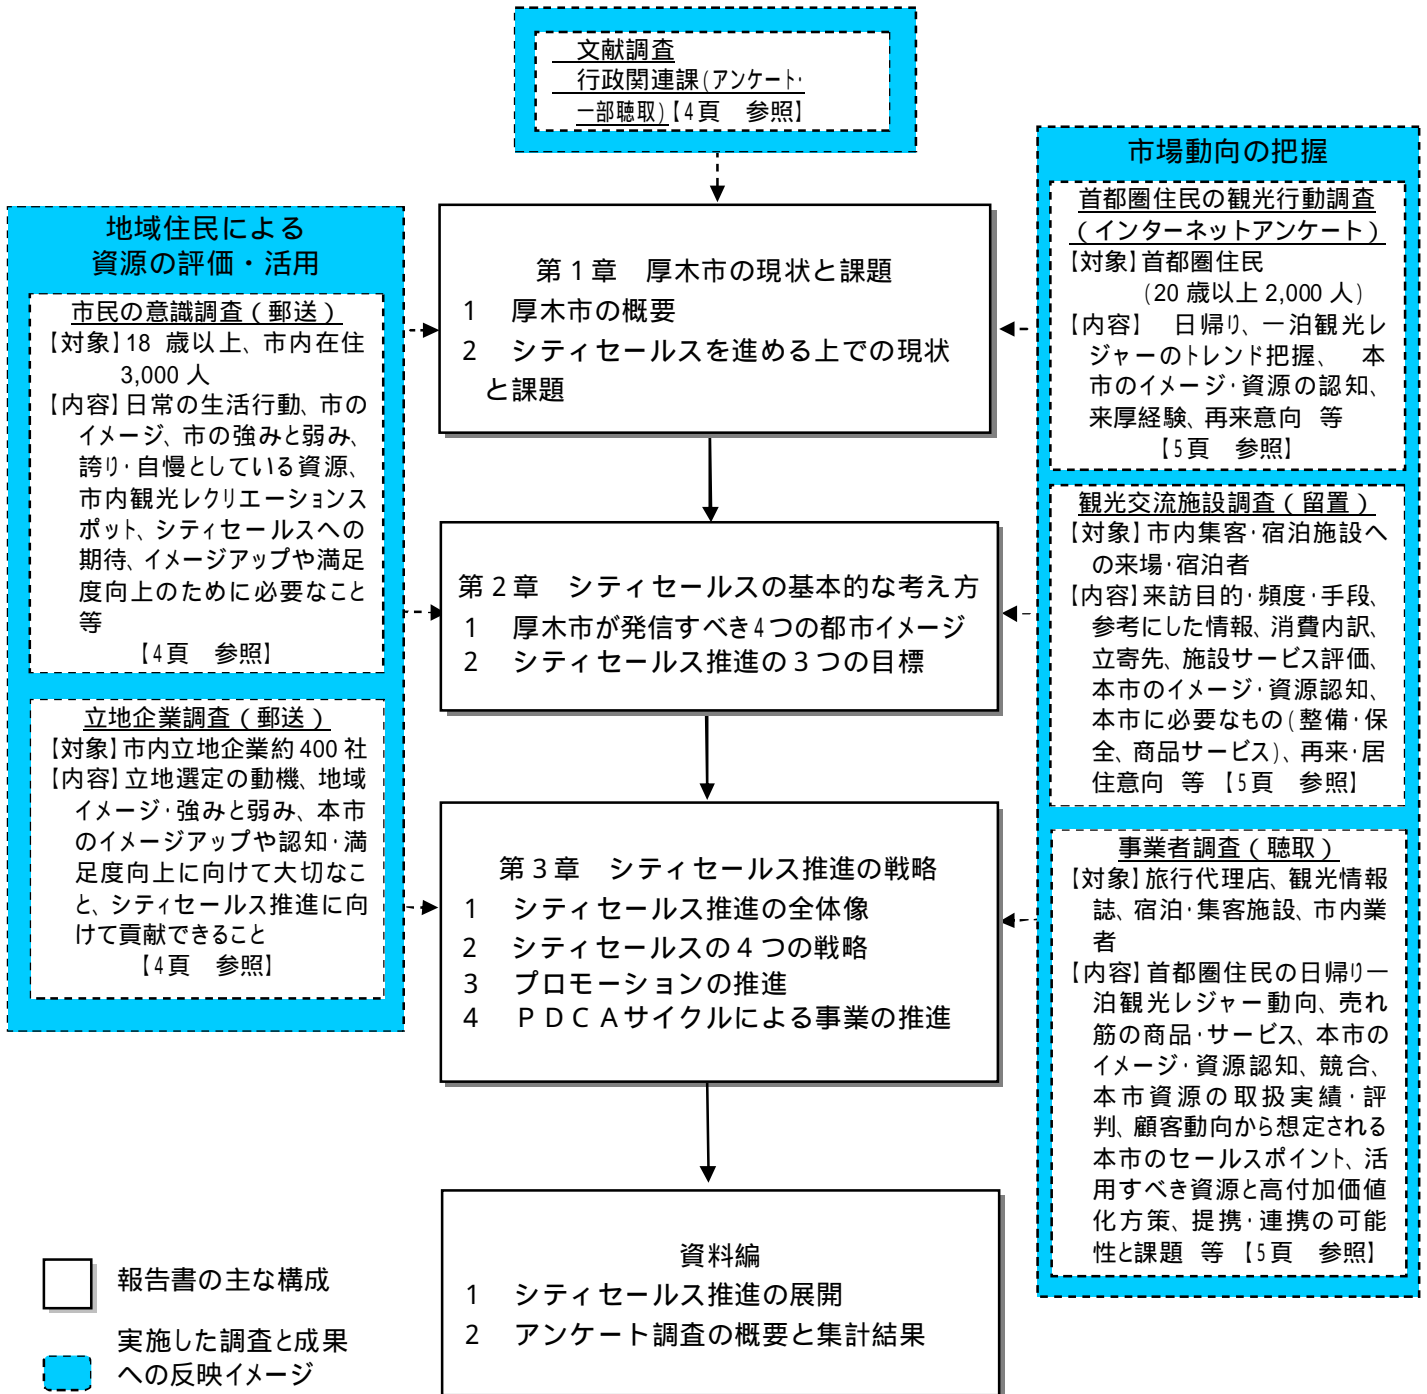 文献調査
行政関連課(アンケート・
一部聴取)【4頁　参照】
地域住民による
資源の評価・活用
市民の意識調査（郵送）
【対象】18 歳以上、市内在住
3,000 人
【内容】日常の生活行動、市の
イメージ、市の強みと弱み、
誇り・自慢としている資源、
市内観光レクリエーションス
ポット、シティセールスへの
期待、イメージアップや満足
度向上のために必要なこと
等
【4頁　参照】
立地企業調査（郵送）
【対象】市内立地企業約 400 社
【内容】立地選定の動機、地域
イメージ・強みと弱み、本市
のイメージアップや認知・満
足度向上に向けて大切なこ
と、シティセールス推進に向
けて貢献できること
【4頁　参照】
第１章　厚木市の現状と課題
1　厚木市の概要
2　シティセールスを進める上での現状
と課題
第２章　シティセールスの基本的な考え方
1　厚木市が発信すべき4つの都市イメージ
2　シティセールス推進の３つの目標
第３章　シティセールス推進の戦略
1　シティセールス推進の全体像
2　シティセールスの４つの戦略
3　プロモーションの推進
4　ＰＤＣＡサイクルによる事業の推進
資料編
1　シティセールス推進の展開
2　アンケート調査の概要と集計結果
市場動向の把握
首都圏住民の観光行動調査
（インターネットアンケート）
【対象】首都圏住民
(20 歳以上 2,000 人)
【内容】　日帰り、一泊観光レ
ジャーのトレンド把握、　本
市のイメージ・資源の認知、
来厚経験、再来意向　等
【5頁　参照】
観光交流施設調査（留置）
【対象】市内集客・宿泊施設へ
の来場・宿泊者
【内容】来訪目的・頻度・手段、
参考にした情報、消費内訳、
立寄先、施設サービス評価、
本市のイメージ・資源認知、
本市に必要なもの(整備・保
全、商品サービス)、再来・居
住意向　等　【5頁　参照】
事業者調査（聴取）
【対象】旅行代理店、観光情報
誌、宿泊・集客施設、市内業
者
【内容】首都圏住民の日帰り一
泊観光レジャー動向、売れ
筋の商品・サービス、本市の
イメージ・資源認知、競合、
本市資源の取扱実績・評
判、顧客動向から想定される
本市のセールスポイント、活
用すべき資源と高付加価値
化方策、提携・連携の可能
性と課題　等　【5頁　参照】
報告書の主な構成
実施した調査と成果
への反映イメージ